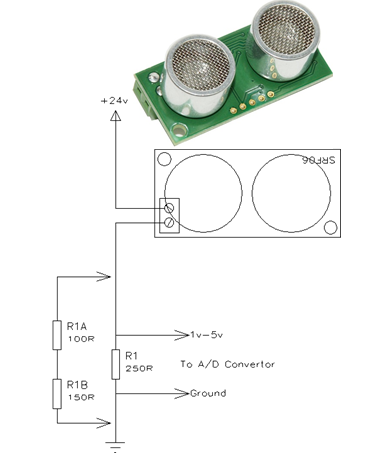 +24v
SRF06
R1A
100R
1v-5v
R1
250R
To A/D Convertor
R1B
150R
Ground